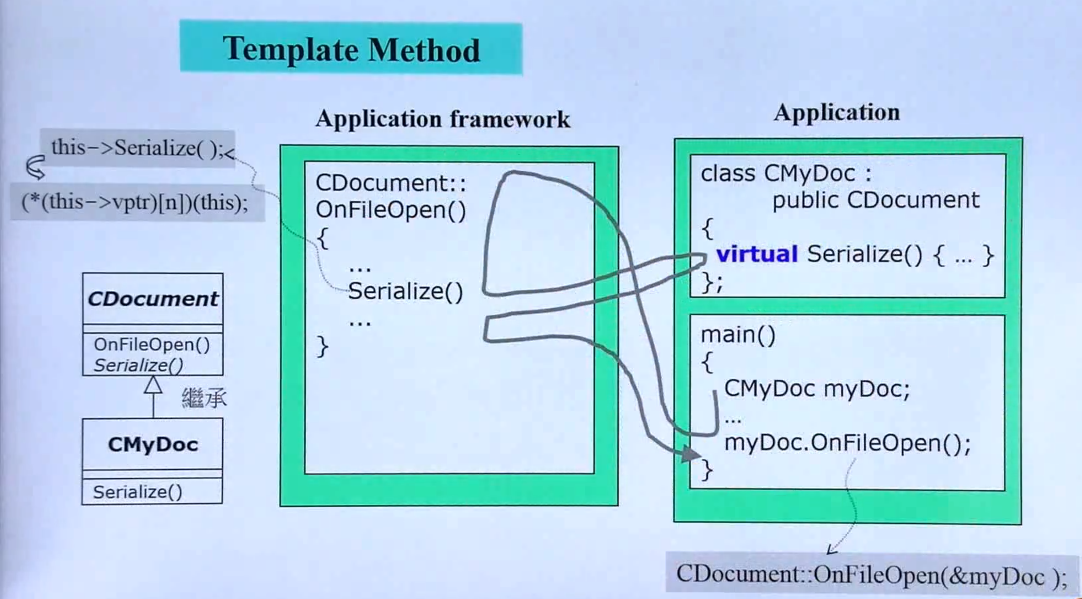 Template Method
Application framework
Application
this->Serialize( );
(*(this->vptr)[n])(this);
CDocument::
OnFileOpen()
{
...
Serialize()
...
}
class CMyDoc :
public CDocument
{
virtual Serialize() { ... }
};
main()
{
CMyDoc myDoc;
...
myDoc.OnFileOpen();
}
CDocument
OnFileOpen()
Serialize()
繼承
CMyDoc
Serialize()
CDocument::OnFileOpen(&myDoc );